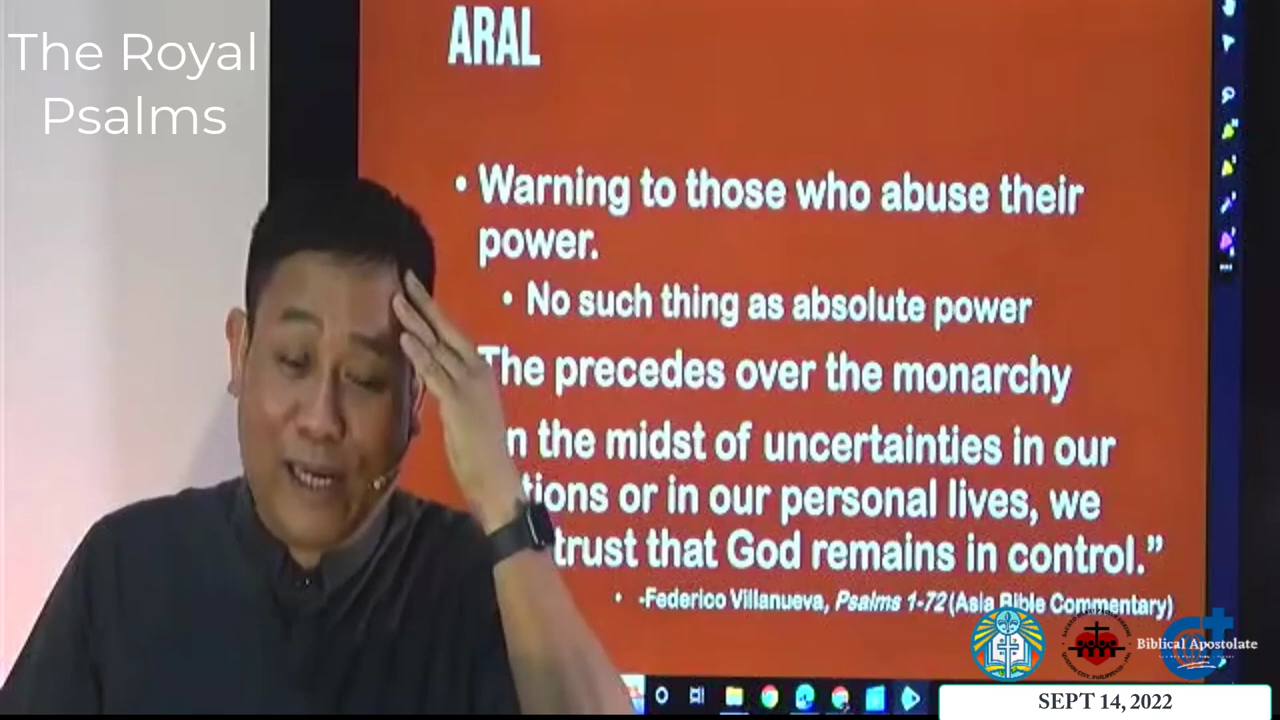 The Royal
Psalms
ARAL
• Warning to those who abuse their
power.
• No such thing as absolute power
The precedes over the monarchy
n the midst of uncertainties in our
tions or in our personal lives, we
trust that God remains in control.”
• -Federico Villanueva, Psalms 1-72 (Asia Bible Commentary)
Biblical Apostolate
SEPT 14, 2022